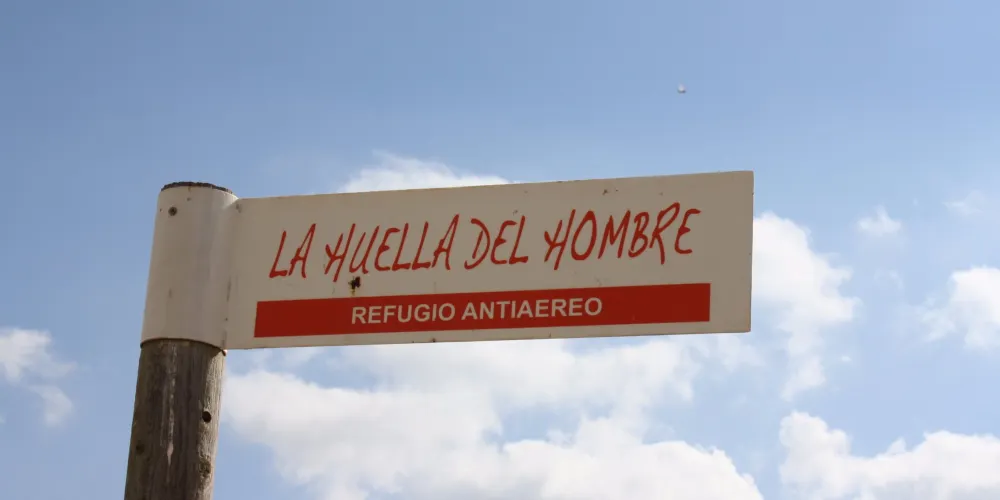 LA HUELLA DEL HOMBRE
REFUGIO ANTIAEREO